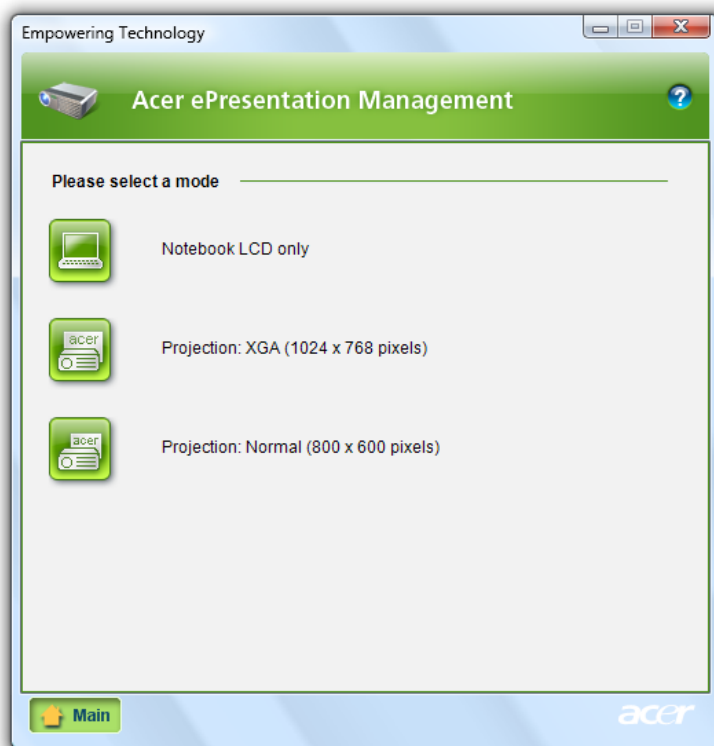 Empowering Technology
Acer ePresentation Management
?
Please select a mode
Notebook LCD only
acer
Projection: XGA (1024 x 768 pixels)
acer
Projection: Normal (800 x 600 pixels)
Main
acer